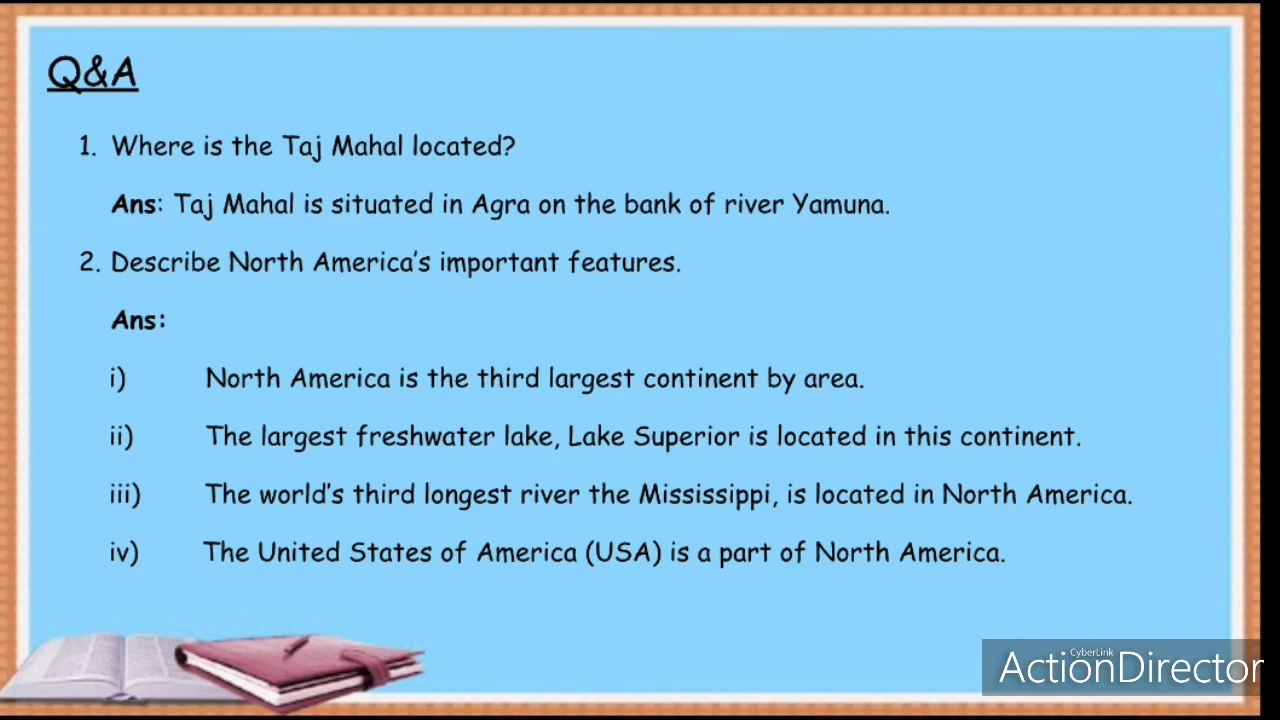 Q&A
1. Where is the Taj Mahal located?
Ans: Taj Mahal is situated in Agra on the bank of river Yamuna.
2. Describe North America's important features.
Ans:
i) North America is the third largest continent by area.
ii) The largest freshwater lake, Lake Superior is located in this continent.
iii) The world's third longest river the Mississippi, is located in North America.
iv) The United States of America (USA) is a part of North America.
CyberLink
ActionDirector